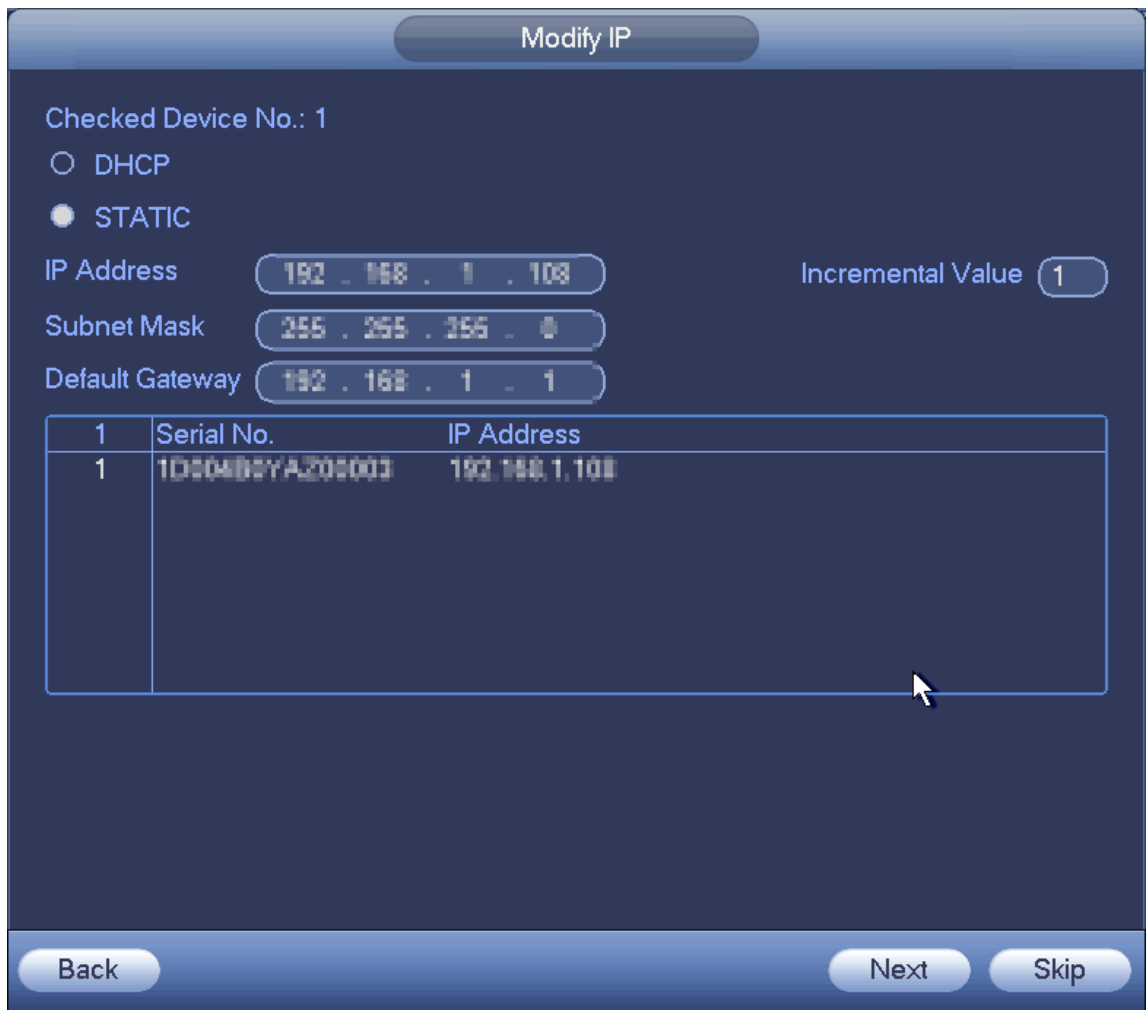 Modify IP
Checked Device No.: 1
DHCP
STATIC
IP Address 192 . 168 . 1 . 108 Incremental Value 1
Subnet Mask 255 . 255 . 255 . 0
Default Gateway 192 . 168 . 1 . 1
1 Serial No. IP Address
1 192.168.1.108
Back Next Skip